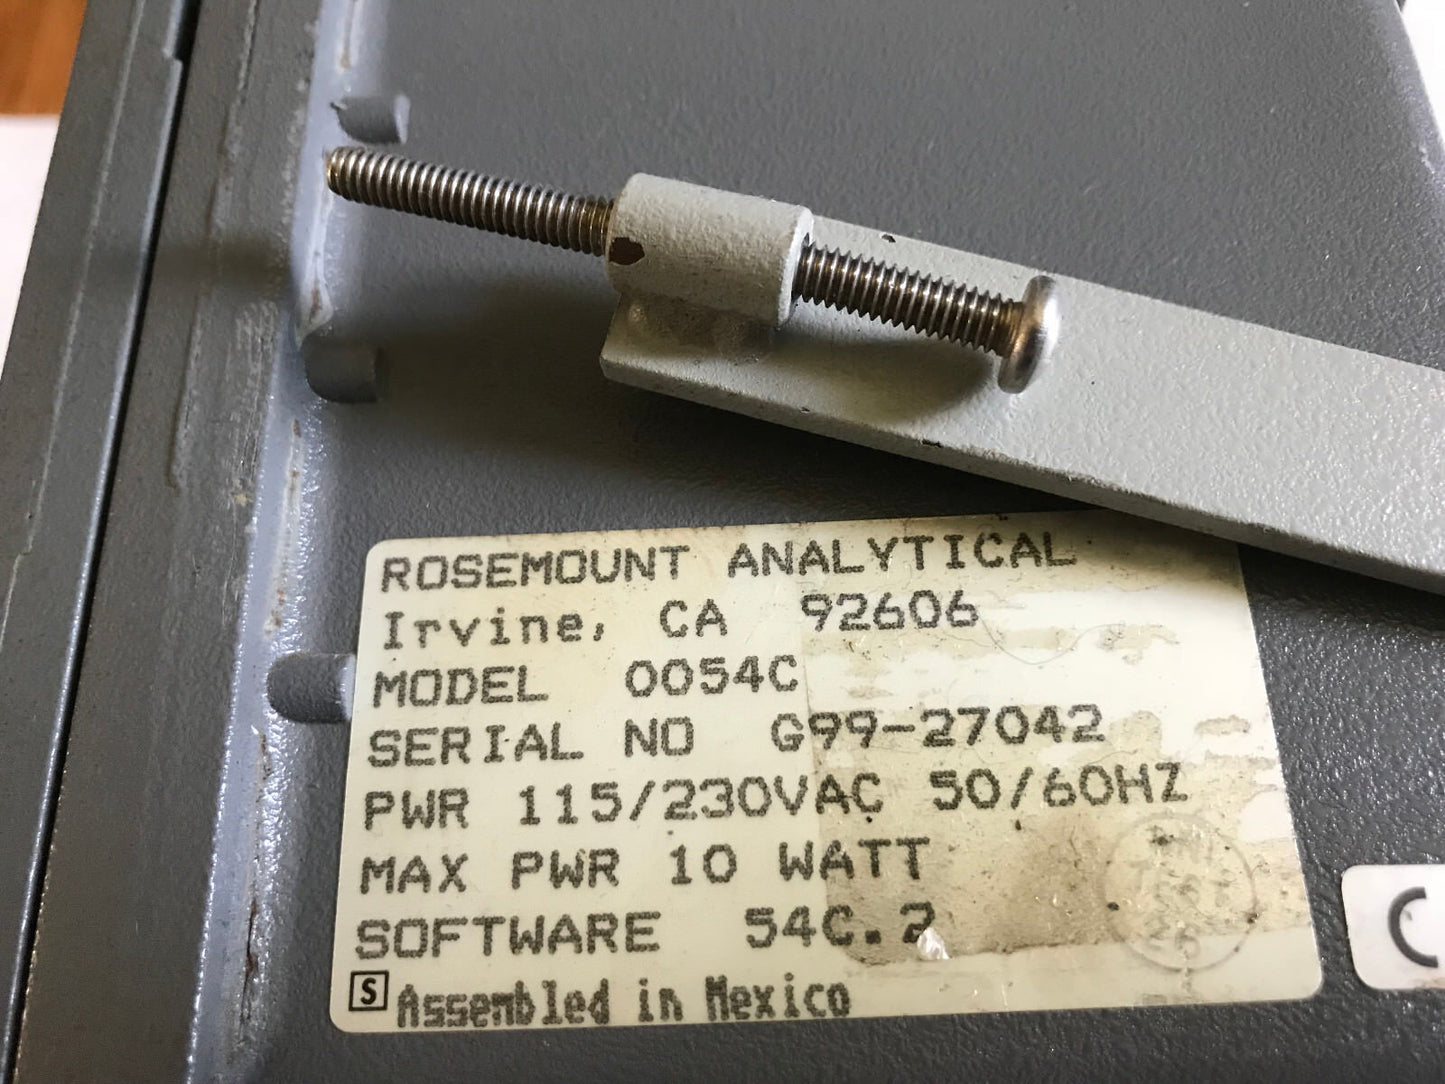 ROSEMOUNT ANALYTICAL
Irvine, CA 92606
MODEL 0054C
SERIAL NO G99-27042
PWR 115/230VAC 50/60HZ
MAX PWR 10 WATT
SOFTWARE 54C.2
S Assembled in Mexico